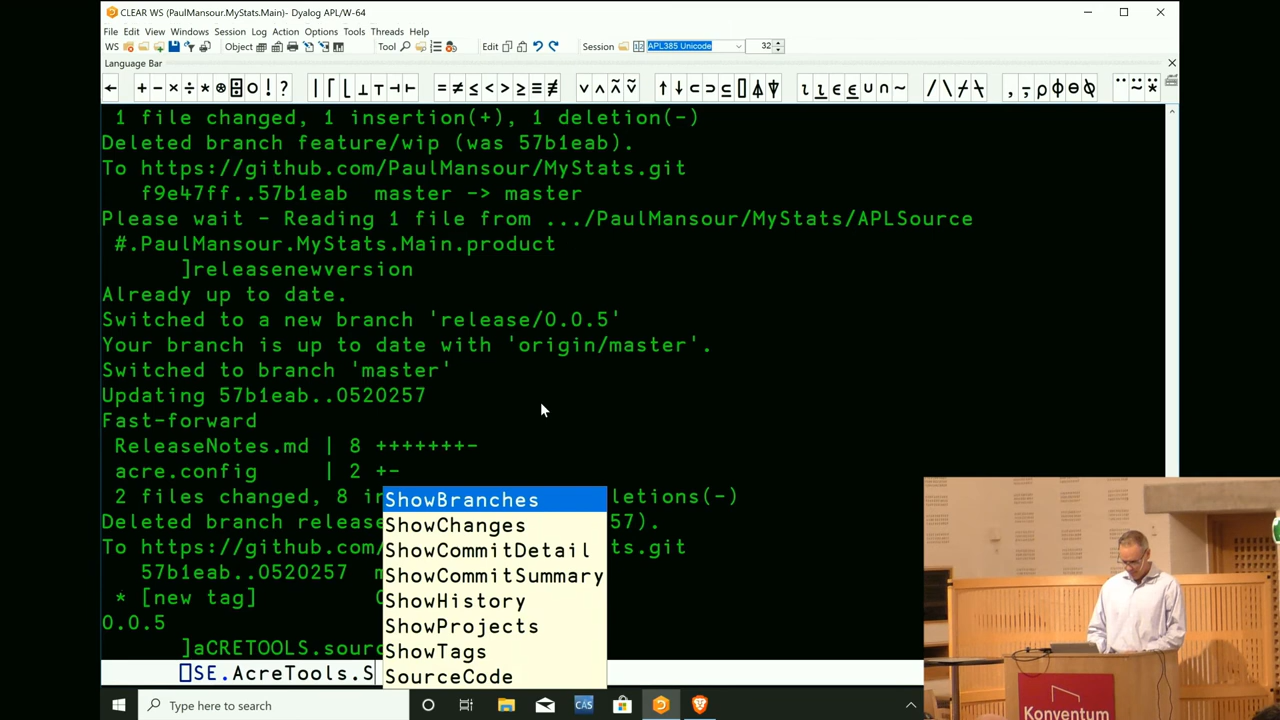 CLEAR WS (PaulMansour.MyStats.Main)- Dyalog APL/W-64
File Edit View Windows Session Log Action Options Tools Threads Help
WS Object Tool Edit Session APL385 Unicode 32
Language Bar
1 file changed, 1 insertion(+), 1 deletion(-)
Deleted branch feature/wip (was 57b1eab).
To https://github.com/PaulMansour/MyStats.git
f9e47ff..57b1eab master -> master
Please wait - Reading 1 file from .../PaulMansour/MyStats/APLSource
#.PaulMansour.MyStats.Main.product
]releasenewversion
Already up to date.
Switched to a new branch 'release/0.0.5'
Your branch is up to date with 'origin/master'.
Switched to branch 'master'
Updating 57b1eab..0520257
Fast-forward
ReleaseNotes.md | 8 +++++++-
acre.config | 2 +-
2 files changed, 8 in letions(-)
Deleted branch releas 57).
To https://github.com/ ts.git
57b1eab..0520257
* [new tag]
0.0.5
]aCRETOOLS.sour
⎕SE.AcreTools.S
ShowBranches
ShowChanges
ShowCommitDetail
ShowCommitSummary
ShowHistory
ShowProjects
ShowTags
SourceCode
Type here to search
CAS
Konventum